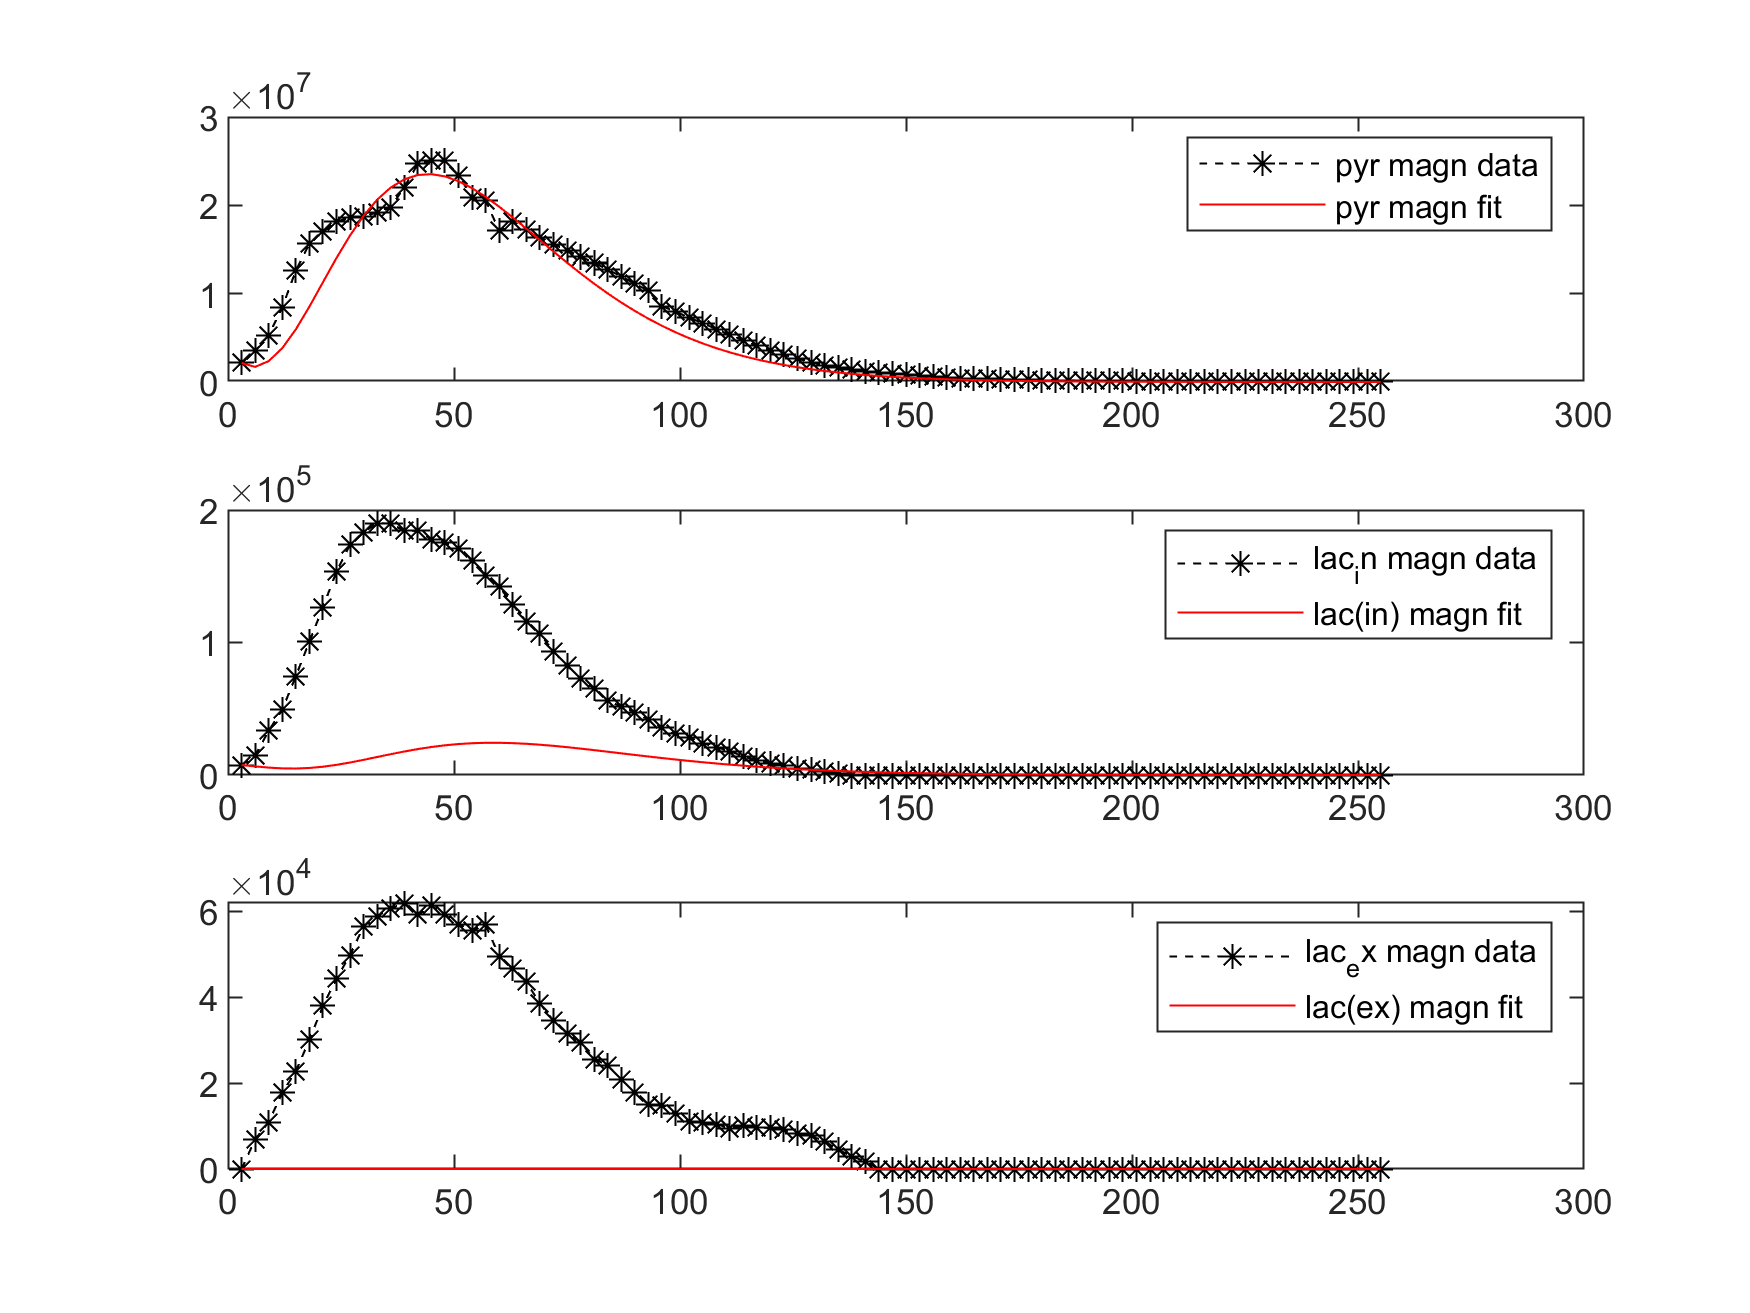 ×10^7
3
2
1
0
0 50 100 150 200 250 300
pyr magn data
pyr magn fit
×10^5
2
1
0
0 50 100 150 200 250 300
lac_in magn data
lac(in) magn fit
×10^4
6
4
2
0
0 50 100 150 200 250 300
lac_ex magn data
lac(ex) magn fit